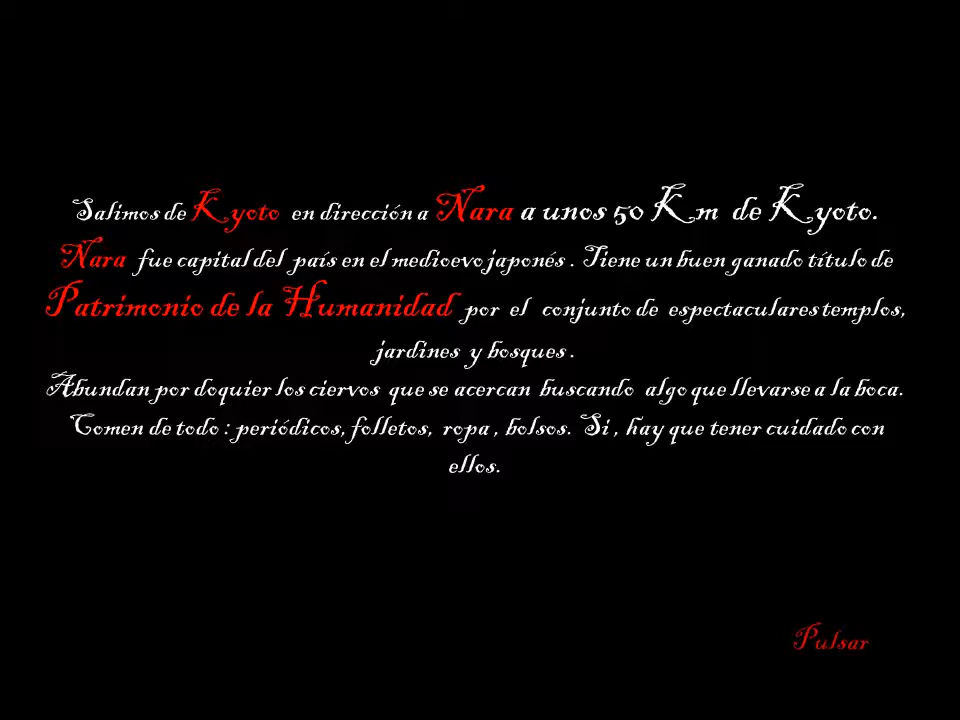 Salimos de Kyoto en dirección a Nara a unos 50 Km de Kyoto.
Nara fue capital del país en el medioevo japonés . Tiene un buen ganado título de
Patrimonio de la Humanidad por el conjunto de espectaculares templos,
jardines y bosques .
Abundan por doquier los ciervos que se acercan buscando algo que llevarse a la boca.
Comen de todo : periódicos, folletos, ropa , bolsos. Si , hay que tener cuidado con
ellos.
Pulsar